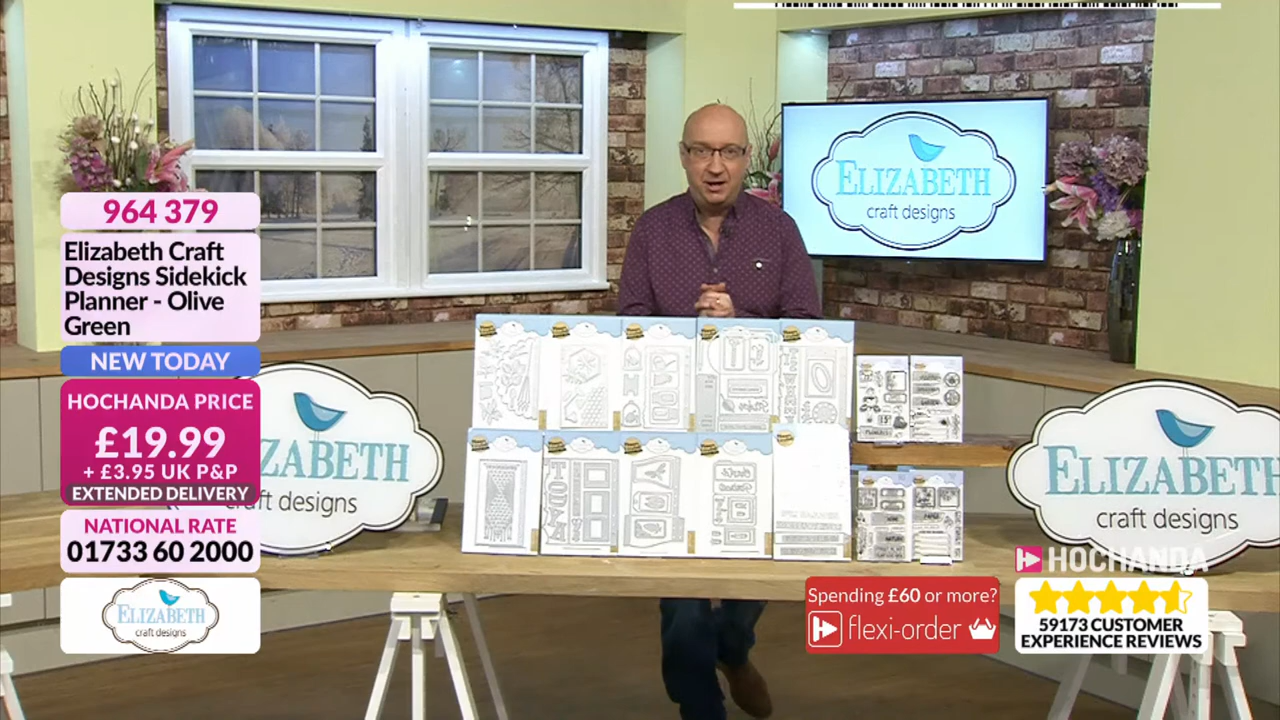 964 379
Elizabeth Craft
Designs Sidekick
Planner - Olive
Green
NEW TODAY
HOCHANDA PRICE
£19.99
+ £3.95 UK P&P
EXTENDED DELIVERY
NATIONAL RATE
01733 60 2000
ELIZABETH
craft designs
ELIZABETH
craft designs
ZABETH
craft designs
ELIZABETH
craft designs
TODAY
HOCHANDA
Spending £60 or more?
flexi-order
59173 CUSTOMER
EXPERIENCE REVIEWS